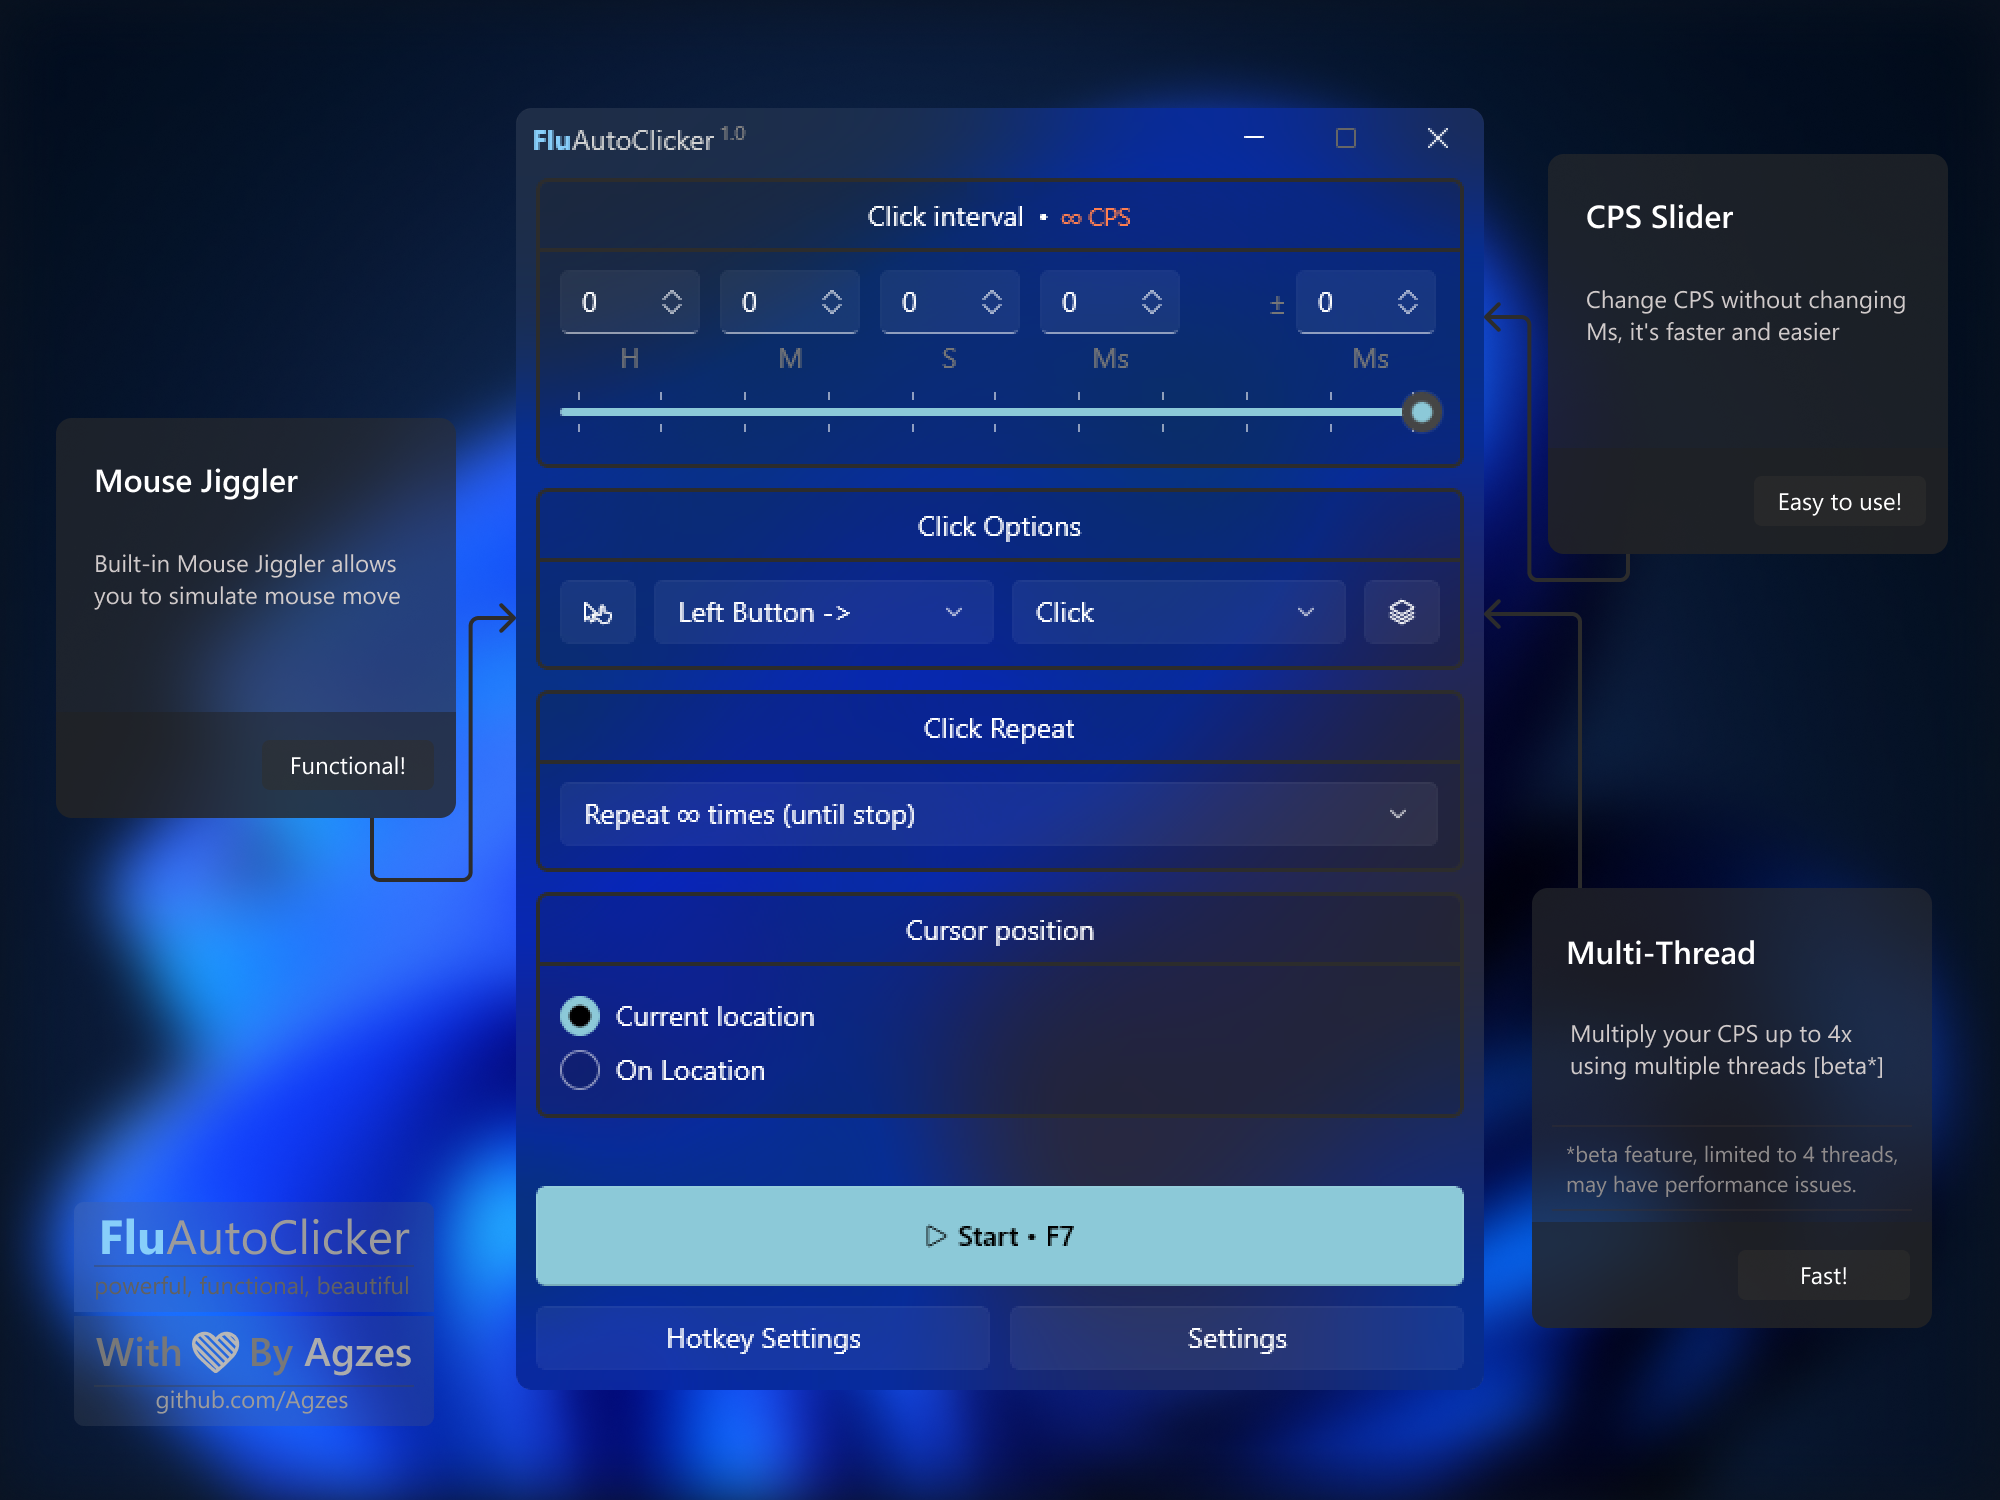 FluAutoClicker 1.0
Click interval • ∞ CPS
0 0 0 0 ± 0
H M S Ms Ms
Click Options
Left Button -> Click
Click Repeat
Repeat ∞ times (until stop)
Cursor position
Current location
On Location
Start • F7
Hotkey Settings Settings
Mouse Jiggler
Built-in Mouse Jiggler allows
you to simulate mouse move
Functional!
CPS Slider
Change CPS without changing
Ms, it's faster and easier
Easy to use!
Multi-Thread
Multiply your CPS up to 4x
using multiple threads [beta*]
*beta feature, limited to 4 threads,
may have performance issues.
Fast!
FluAutoClicker
powerful, functional, beautiful
With By Agzes
github.com/Agzes